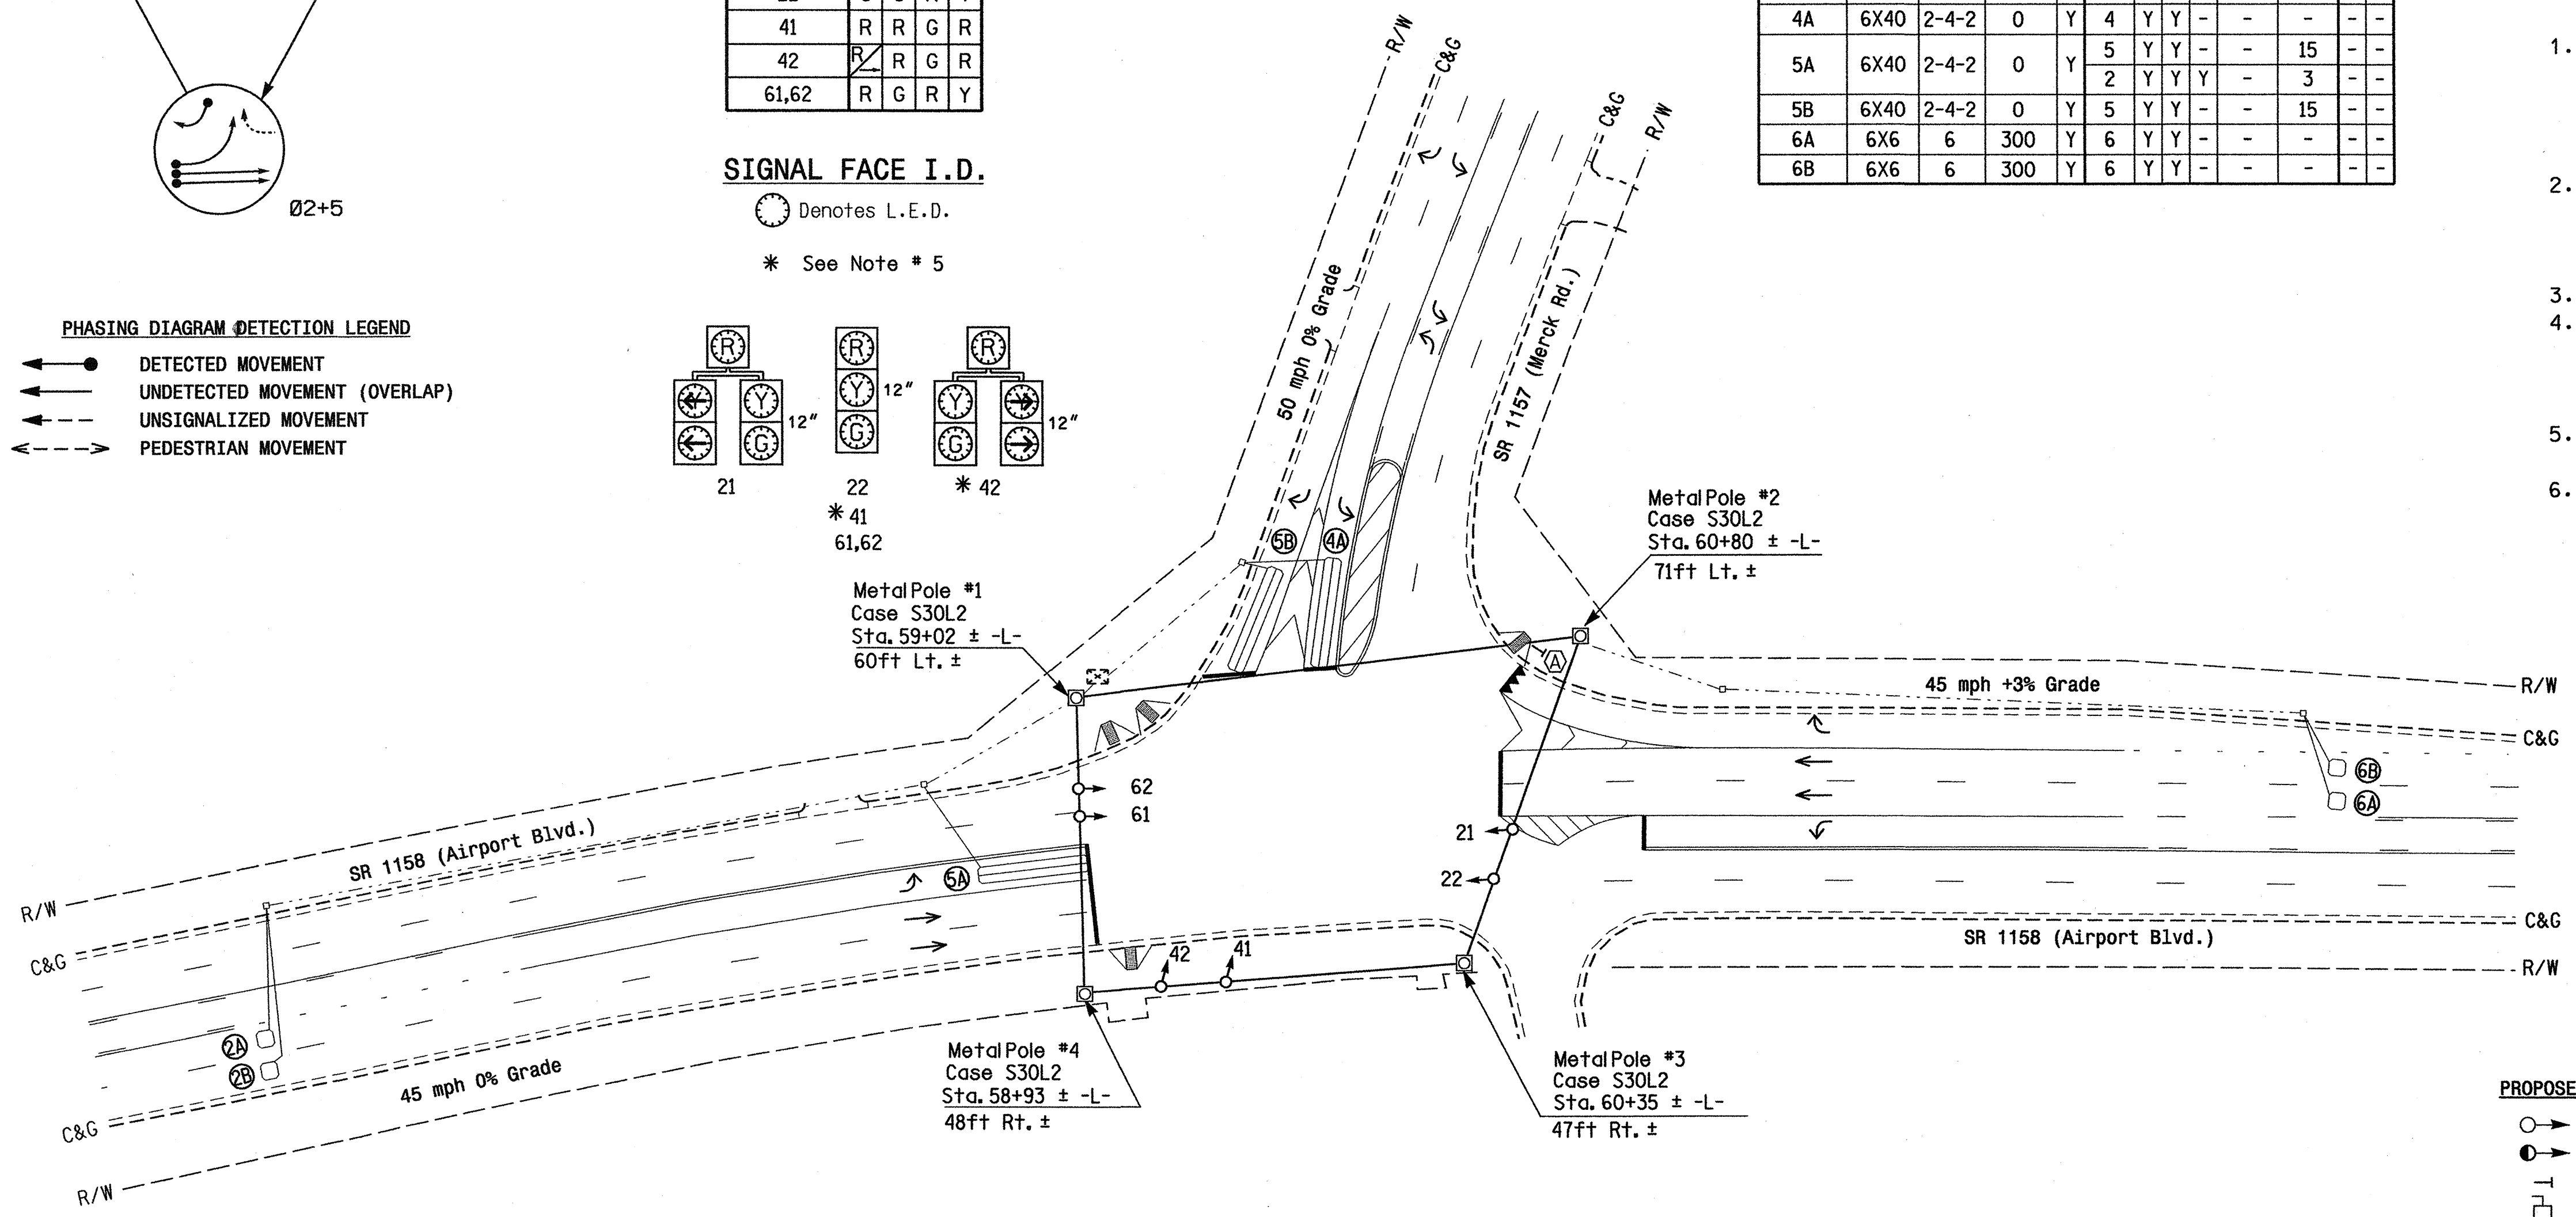 41 R R G R
42 R R G R
61,62 R G R Y
SIGNAL FACE I.D.
Denotes L.E.D.
* See Note # 5
R
Y G
12"
21
R
Y
G
12"
22
* 41
61,62
R
Y Y
G
12"
* 42
Ø2+5
PHASING DIAGRAM DETECTION LEGEND
DETECTED MOVEMENT
UNDETECTED MOVEMENT (OVERLAP)
UNSIGNALIZED MOVEMENT
PEDESTRIAN MOVEMENT
4A 6X40 2-4-2 0 Y 4 Y Y - - - - -
5A 6X40 2-4-2 0 Y 5 Y Y - - 15 - -
2 Y Y Y - 3 - -
5B 6X40 2-4-2 0 Y 5 Y Y - - 15 - -
6A 6X6 6 300 Y 6 Y Y - - - - -
6B 6X6 6 300 Y 6 Y Y - - - - -
1.
2.
3.
4.
5.
6.
R/W
C&G
C&G
R/W
50 mph 0% Grade
SR 1157 (Merck Rd.)
5B
4A
Metal Pole #2
Case S30L2
Sta. 60+80 ± -L-
71ft Lt. ±
Metal Pole #1
Case S30L2
Sta. 59+02 ± -L-
60ft Lt. ±
A
45 mph +3% Grade
R/W
C&G
6B
6A
62
61
21
22
SR 1158 (Airport Blvd.)
5A
R/W
C&G
C&G
SR 1158 (Airport Blvd.)
R/W
42
41
2A
2B
45 mph 0% Grade
C&G
R/W
Metal Pole #4
Case S30L2
Sta. 58+93 ± -L-
48ft Rt. ±
Metal Pole #3
Case S30L2
Sta. 60+35 ± -L-
47ft Rt. ±
PROPOSE